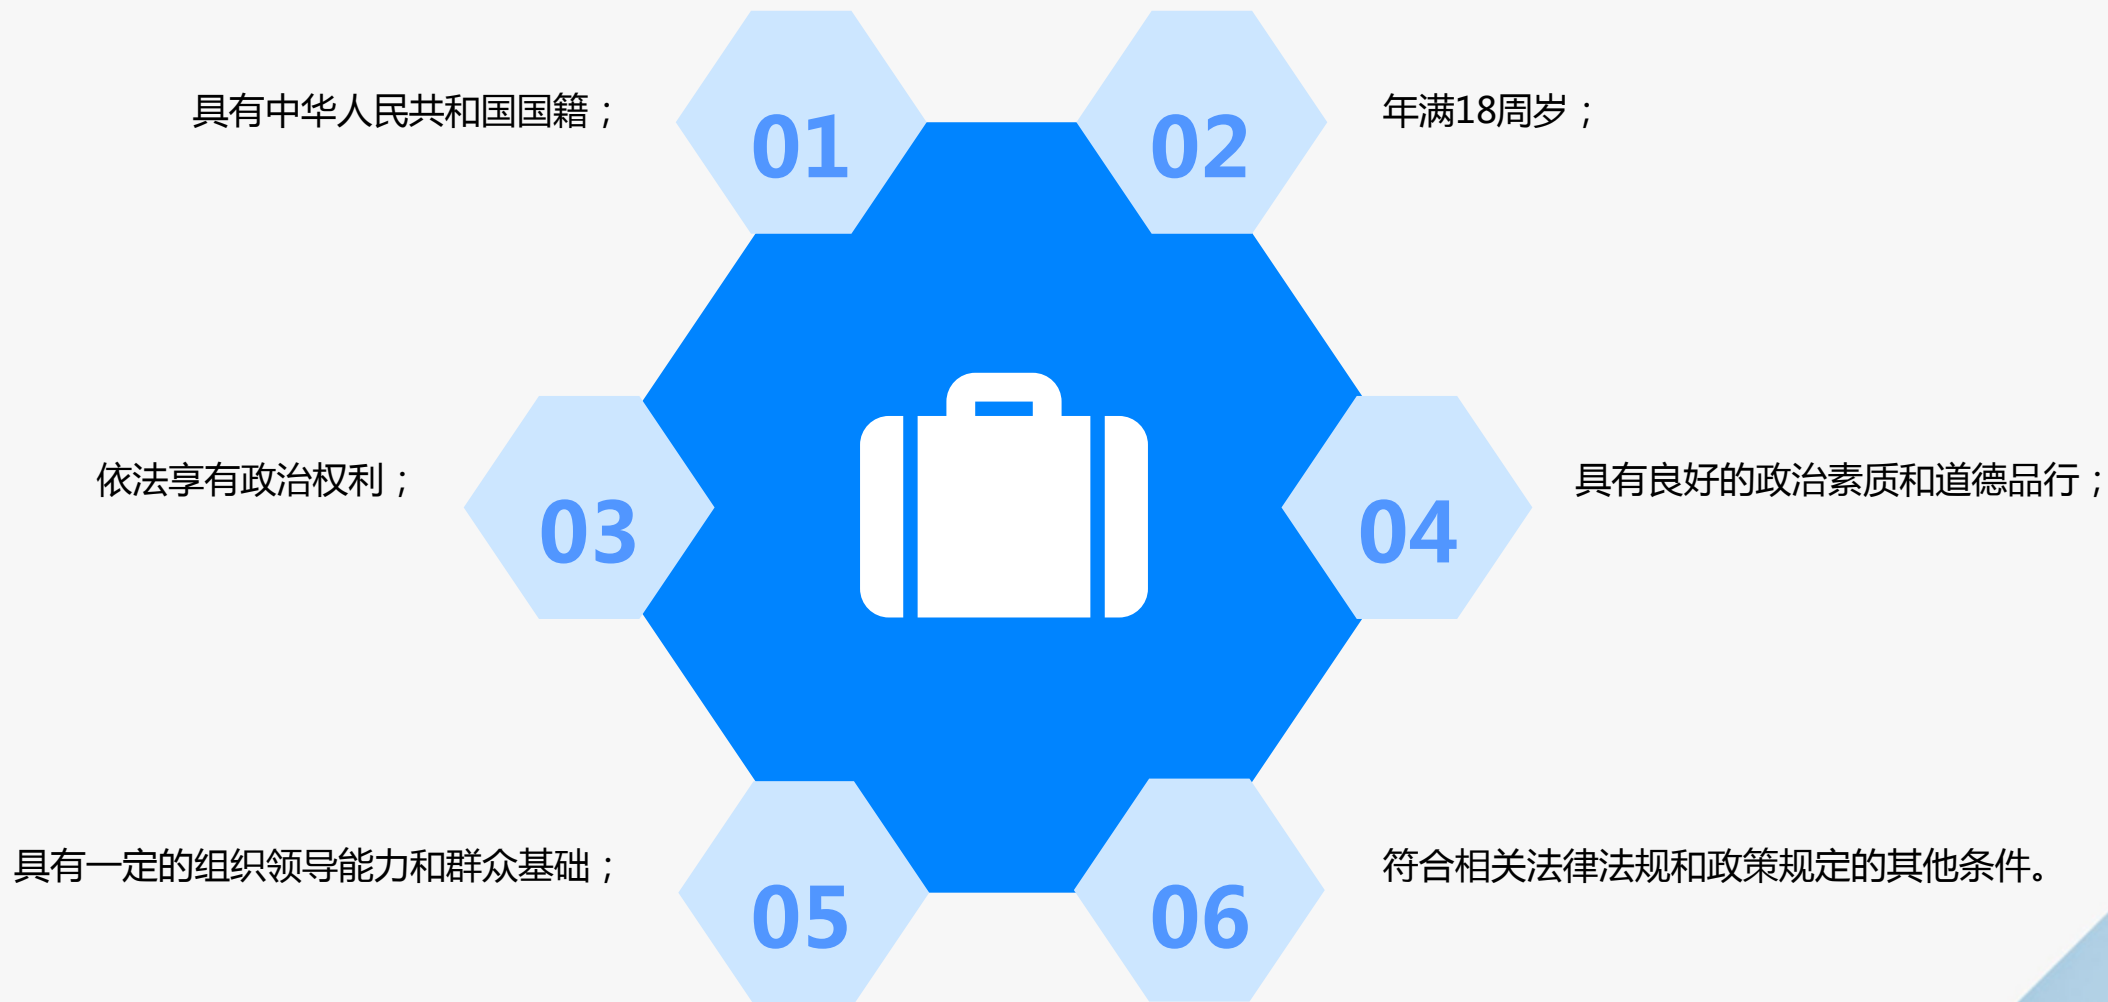 具有中华人民共和国国籍；
01
02
年满18周岁；
依法享有政治权利；
03
04
具有良好的政治素质和道德品行；
具有一定的组织领导能力和群众基础；
05
06
符合相关法律法规和政策规定的其他条件。